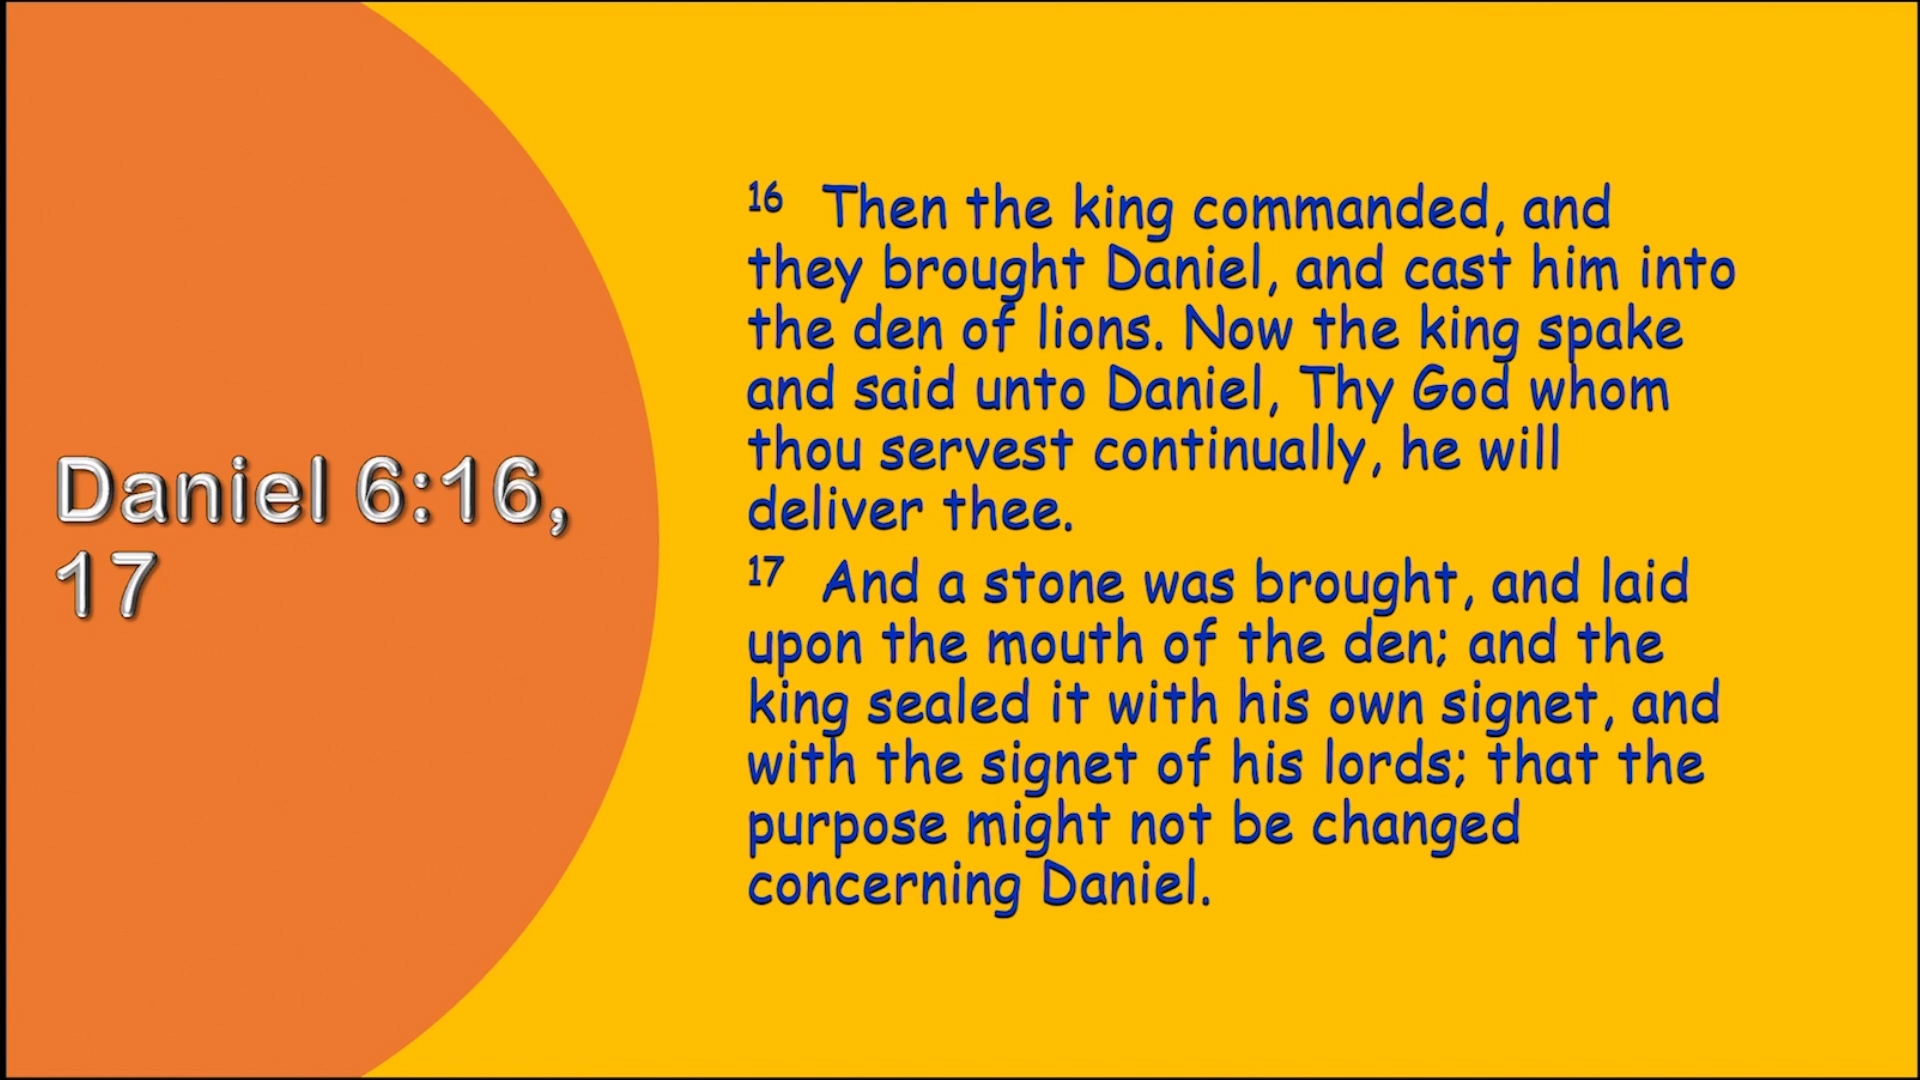 Daniel 6:16,
17
16 Then the king commanded, and
they brought Daniel, and cast him into
the den of lions. Now the king spake
and said unto Daniel, Thy God whom
thou servest continually, he will
deliver thee.
17 And a stone was brought, and laid
upon the mouth of the den; and the
king sealed it with his own signet, and
with the signet of his lords; that the
purpose might not be changed
concerning Daniel.